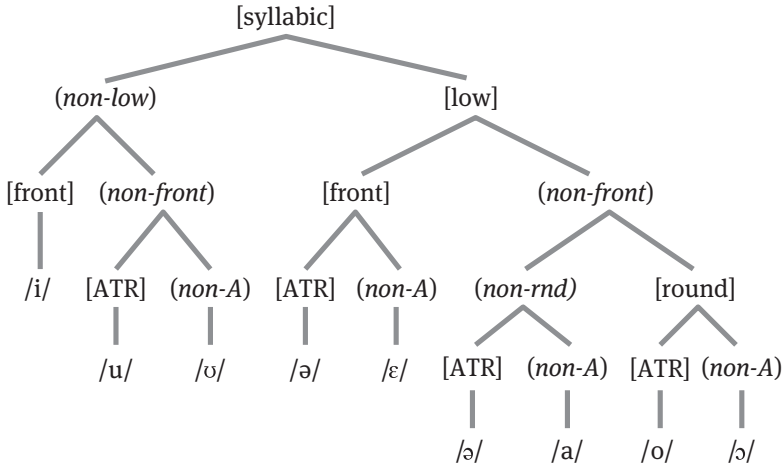 [syllabic]
(non-low) [low]
[front] (non-front) [front] (non-front)
/i/ [ATR] (non-A) [ATR] (non-A) (non-rnd) [round]
/u/ /ʊ/ /ə/ /ɛ/ [ATR] (non-A) [ATR] (non-A)
/ə/ /a/ /o/ /ɔ/